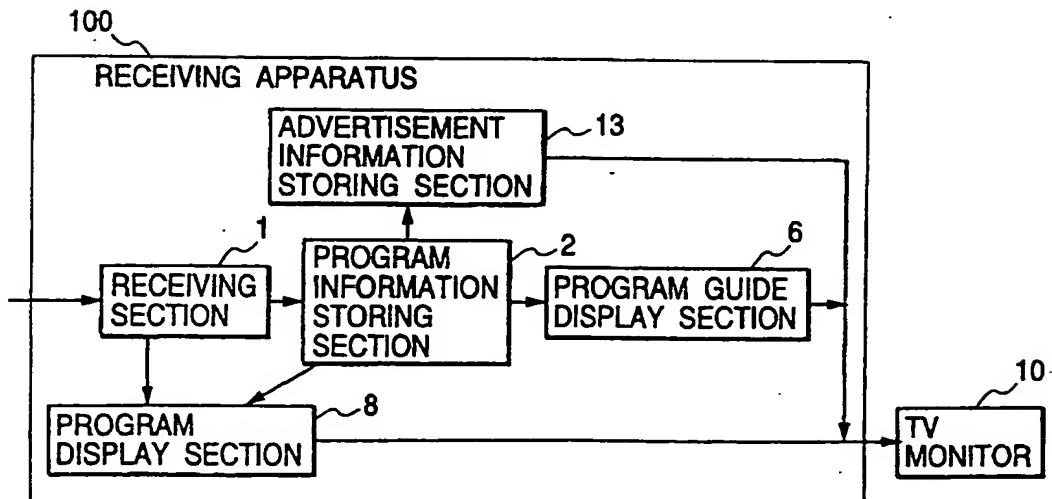 100
RECEIVING APPARATUS
ADVERTISEMENT
INFORMATION
STORING SECTION
13
1
RECEIVING
SECTION
2
PROGRAM
INFORMATION
STORING
SECTION
6
PROGRAM GUIDE
DISPLAY SECTION
8
PROGRAM
DISPLAY SECTION
10
TV
MONITOR